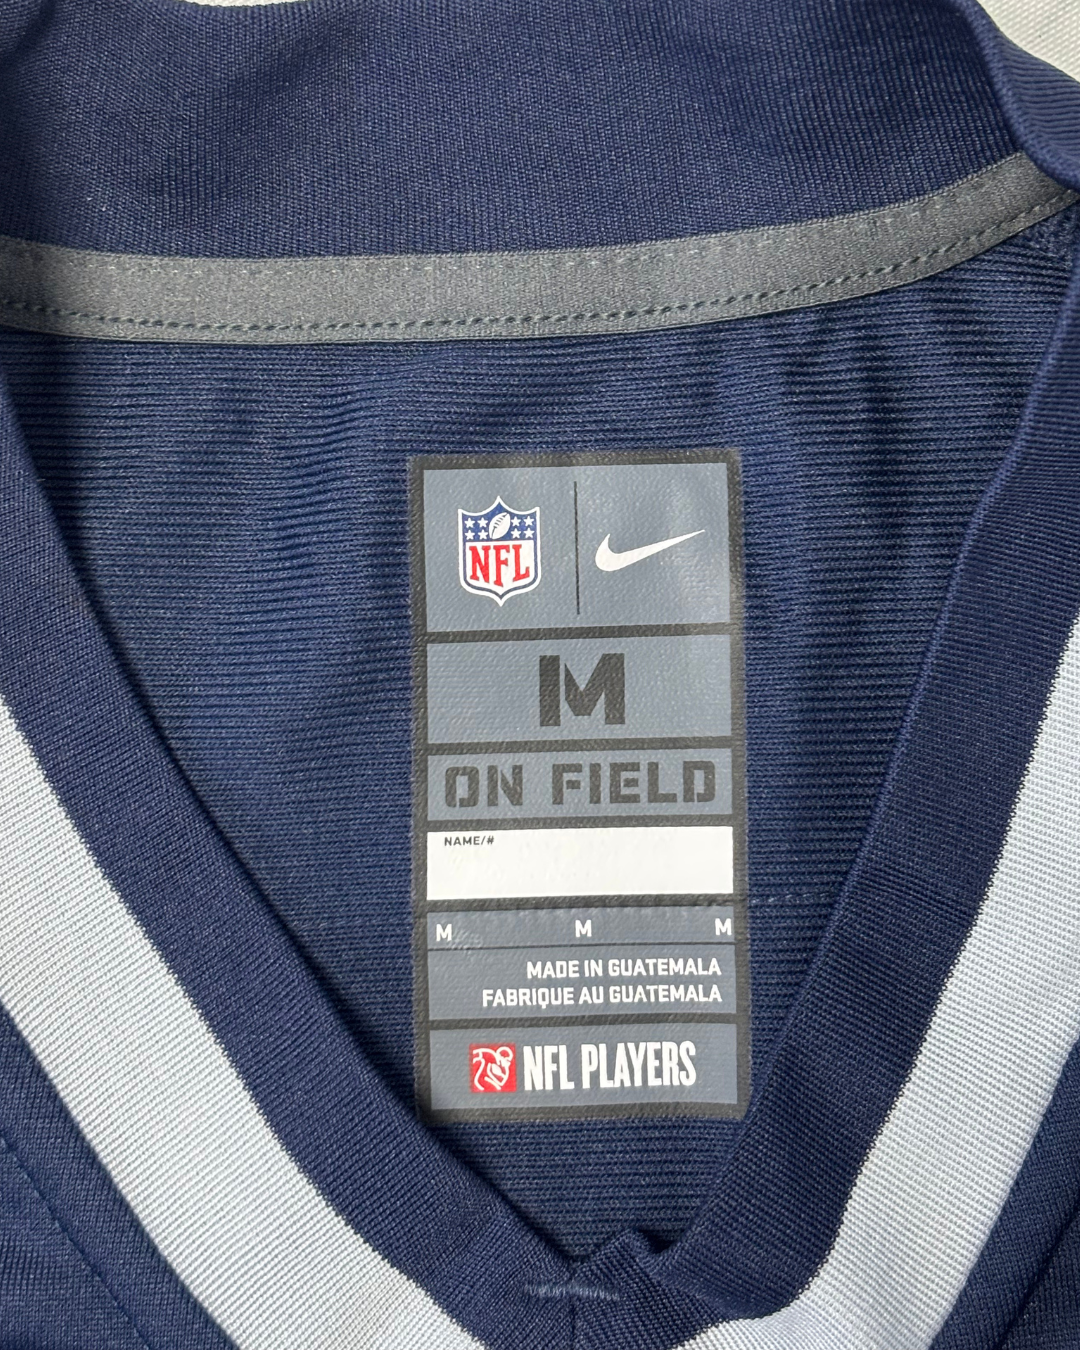 NFL
M
ON FIELD
NAME/#
M M M
MADE IN GUATEMALA
FABRIQUE AU GUATEMALA
NFL PLAYERS